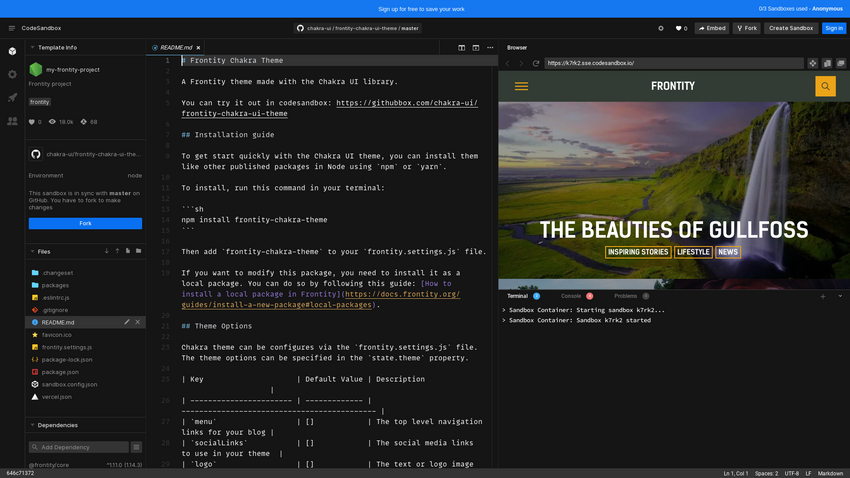 Sign up for free to save your work
0/3 Sandboxes used - Anonymous
CodeSandbox
chakra-ui / frontity-chakra-ui-theme / master
0
Embed
Fork
Create Sandbox
Sign in
Template Info
my-frontity-project
Frontity project
frontity
0
18.0k
68
chakra-ui/frontity-chakra-ui-the...
Environment
node
This sandbox is in sync with master on
GitHub. You have to fork to make
changes
Fork
Files
.changeset
packages
.eslintrc.js
.gitignore
README.md
favicon.ico
frontity.settings.js
package-lock.json
package.json
sandbox.config.json
vercel.json
Dependencies
Add Dependency
@frontity/core
^1.11.0 (1.14.3)
646c71372
README.md
1 # Frontity Chakra Theme
2
3 A Frontity theme made with the Chakra UI library.
4
5 You can try it out in codesandbox: https://githubbox.com/chakra-ui/
frontity-chakra-ui-theme
6
7 ## Installation guide
8
9 To get start quickly with the Chakra UI theme, you can install them
like other published packages in Node using `npm` or `yarn`.
10
11 To install, run this command in your terminal:
12
13 ```sh
14 npm install frontity-chakra-theme
15 ```
16
17 Then add `frontity-chakra-theme` to your `frontity.settings.js` file.
18
19 If you want to modify this package, you need to install it as a
local package. You can do so by following this guide: [How to
install a local package in Frontity](https://docs.frontity.org/
guides/install-a-new-package#local-packages).
20
21 ## Theme Options
22
23 Chakra theme can be configured via the `frontity.settings.js` file.
The theme options can be specified in the `state.theme` property.
24
25 | Key | Default Value | Description
|
26 | ----------------------- | ------------- |
-------------------------------------------- |
27 | `menu` | [] | The top level navigation
links for your blog |
28 | `socialLinks` | [] | The social media links
to use in your theme |
29 | `logo` | [] | The text or logo image
Browser
https://k7rk2.sse.codesandbox.io/
FRONTITY
THE BEAUTIES OF GULLFOSS
INSPIRING STORIES
LIFESTYLE
NEWS
Terminal
Console
Problems
> Sandbox Container: Starting sandbox k7rk2...
> Sandbox Container: Sandbox k7rk2 started
Ln 1, Col 1
Spaces: 2
UTF-8
LF
Markdown